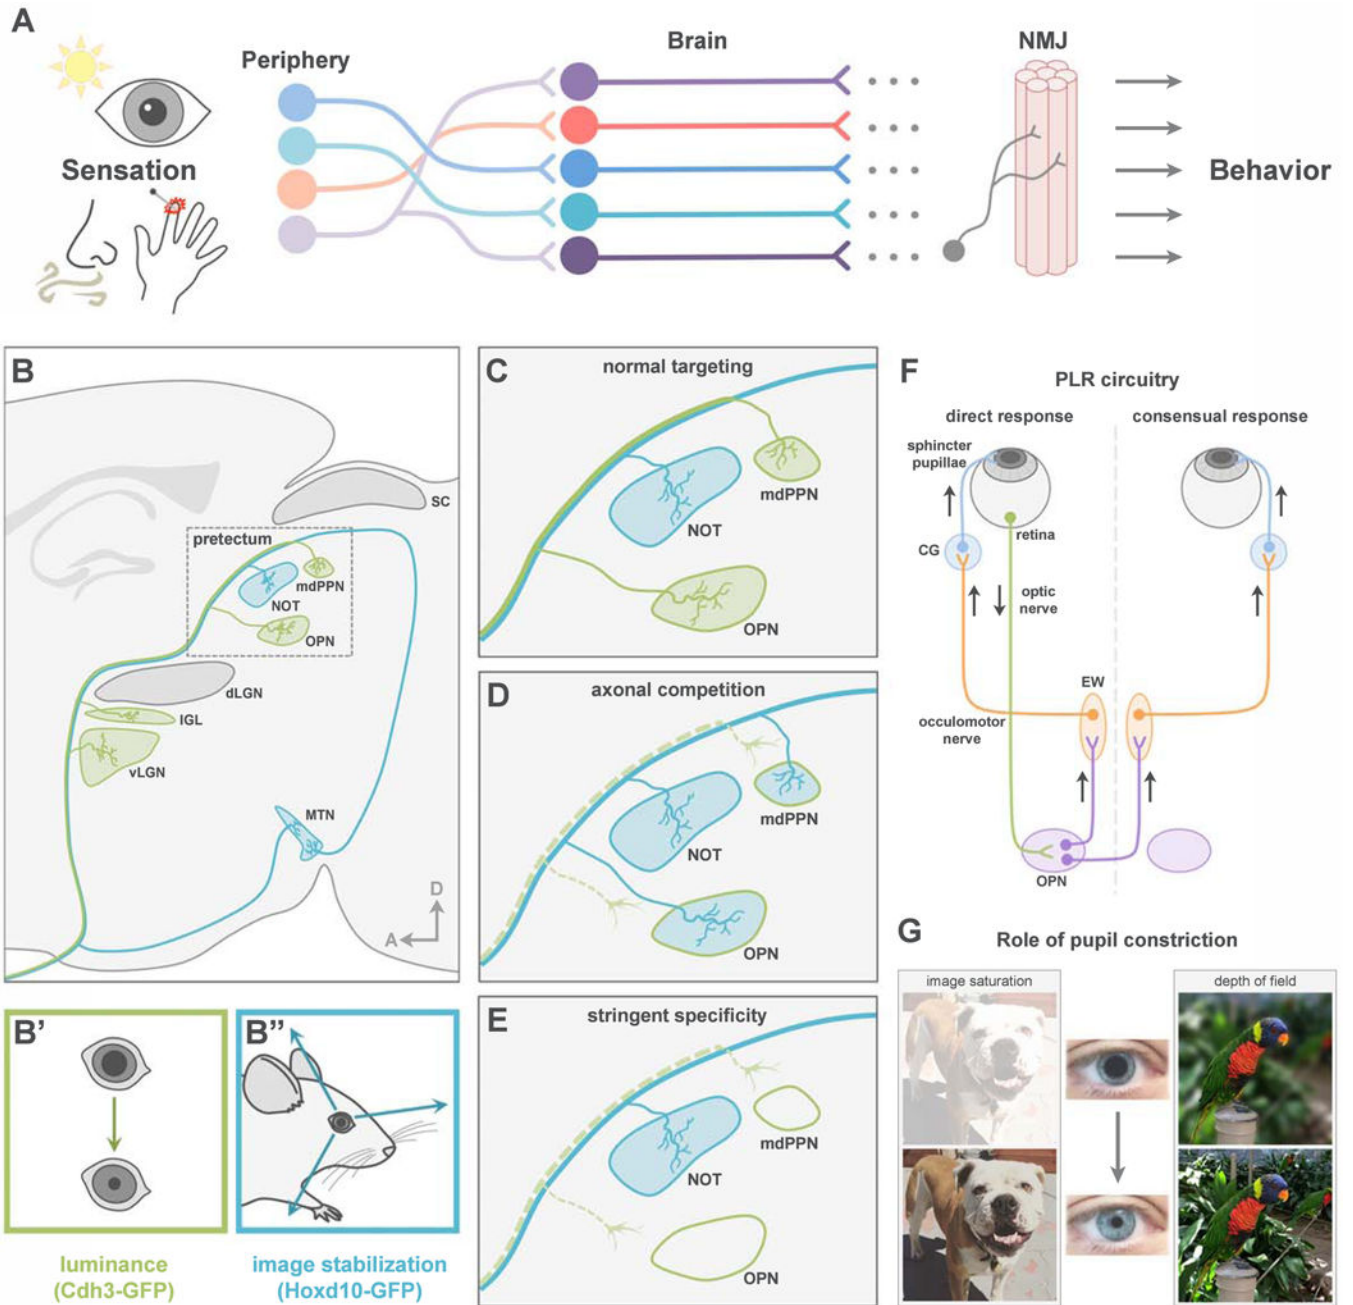 A
Sensation
Periphery
Brain
NMJ
Behavior
B
SC
pretectum
mdPPN
NOT
OPN
dLGN
IGL
vLGN
MTN
D
A
B'
luminance
(Cdh3-GFP)
B"
image stabilization
(Hoxd10-GFP)
C
normal targeting
mdPPN
NOT
OPN
D
axonal competition
mdPPN
NOT
OPN
E
stringent specificity
mdPPN
NOT
OPN
F
PLR circuitry
direct response
consensual response
sphincter
pupillae
retina
CG
optic
nerve
EW
occulomotor
nerve
OPN
G
Role of pupil constriction
image saturation
depth of field